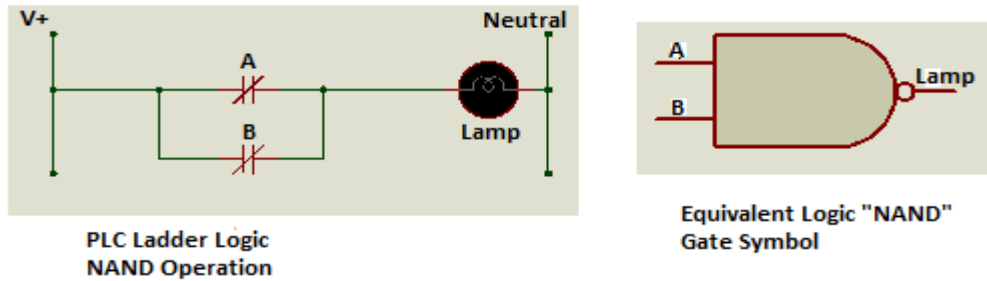 V+
Neutral
A
B
Lamp
A
B
Lamp
PLC Ladder Logic
NAND Operation
Equivalent Logic "NAND"
Gate Symbol